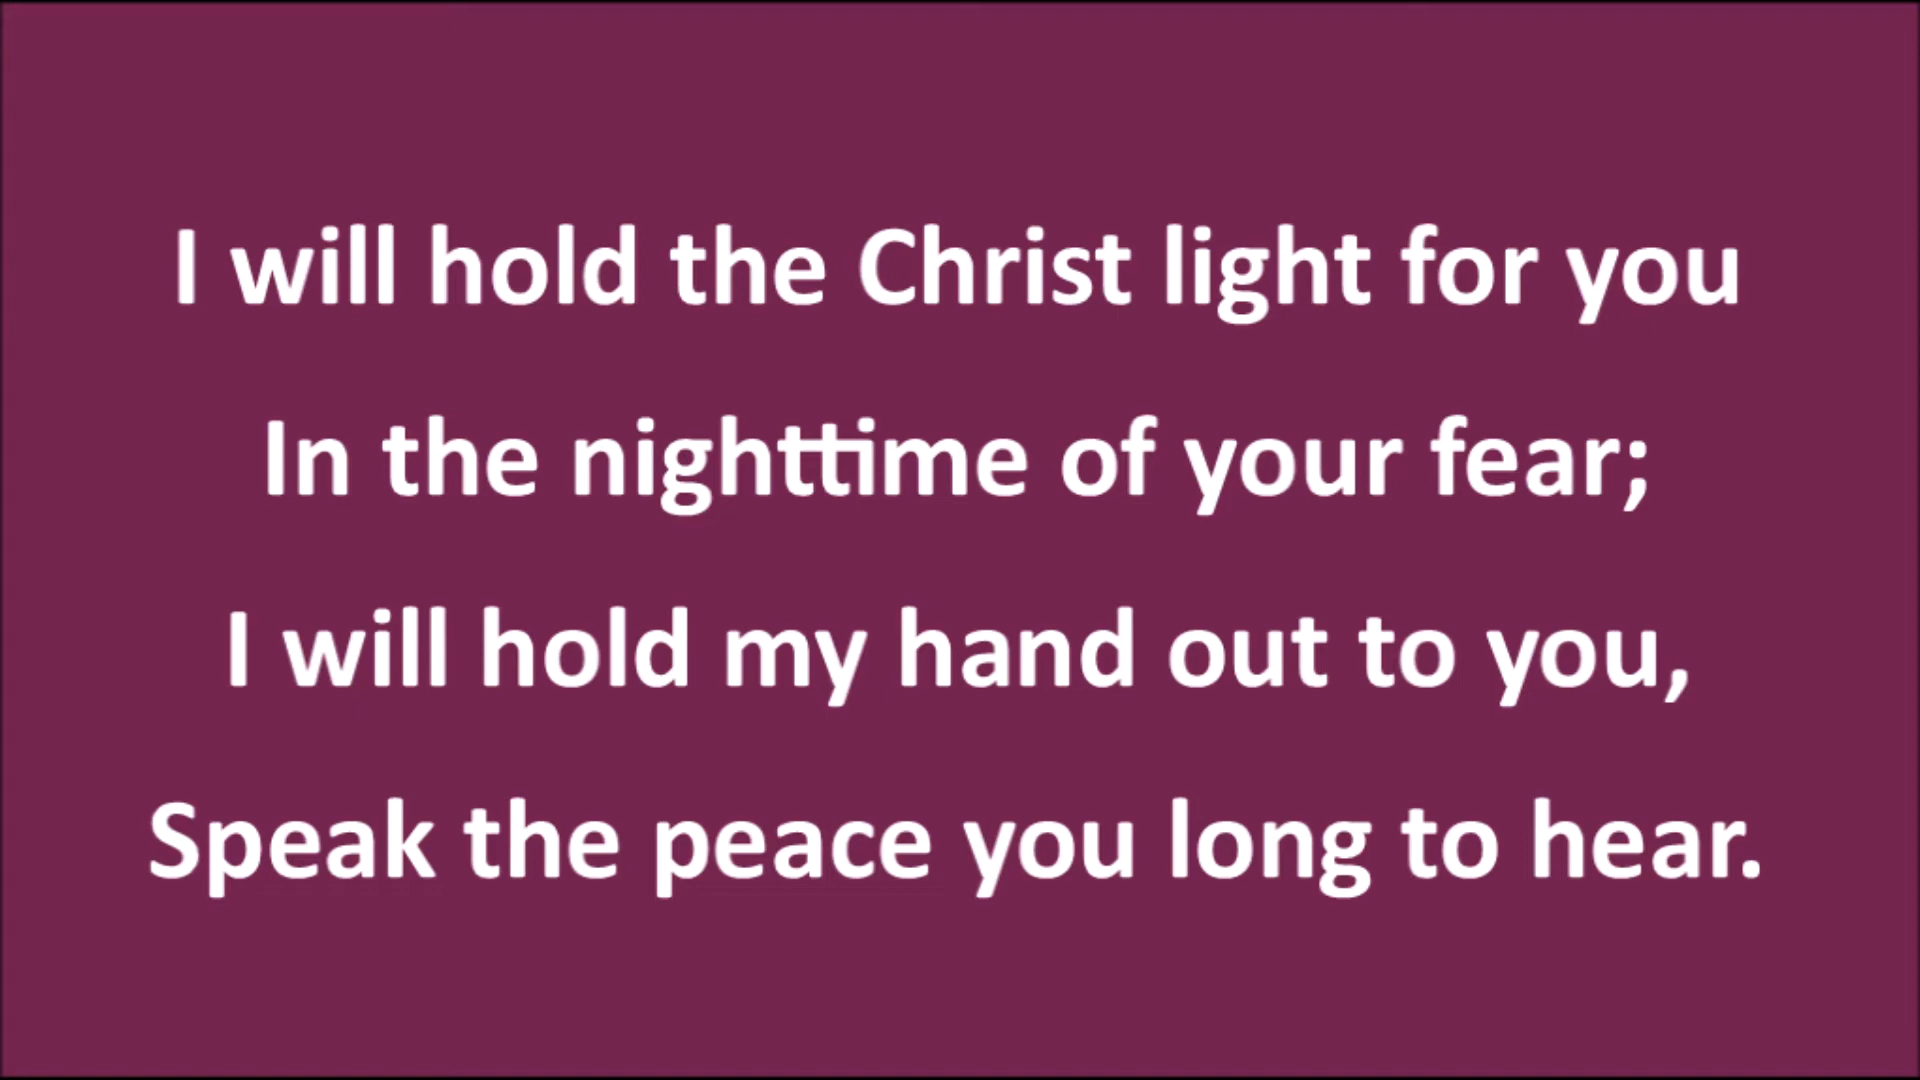 I will hold the Christ light for you
In the nighttime of your fear;
I will hold my hand out to you,
Speak the peace you long to hear.